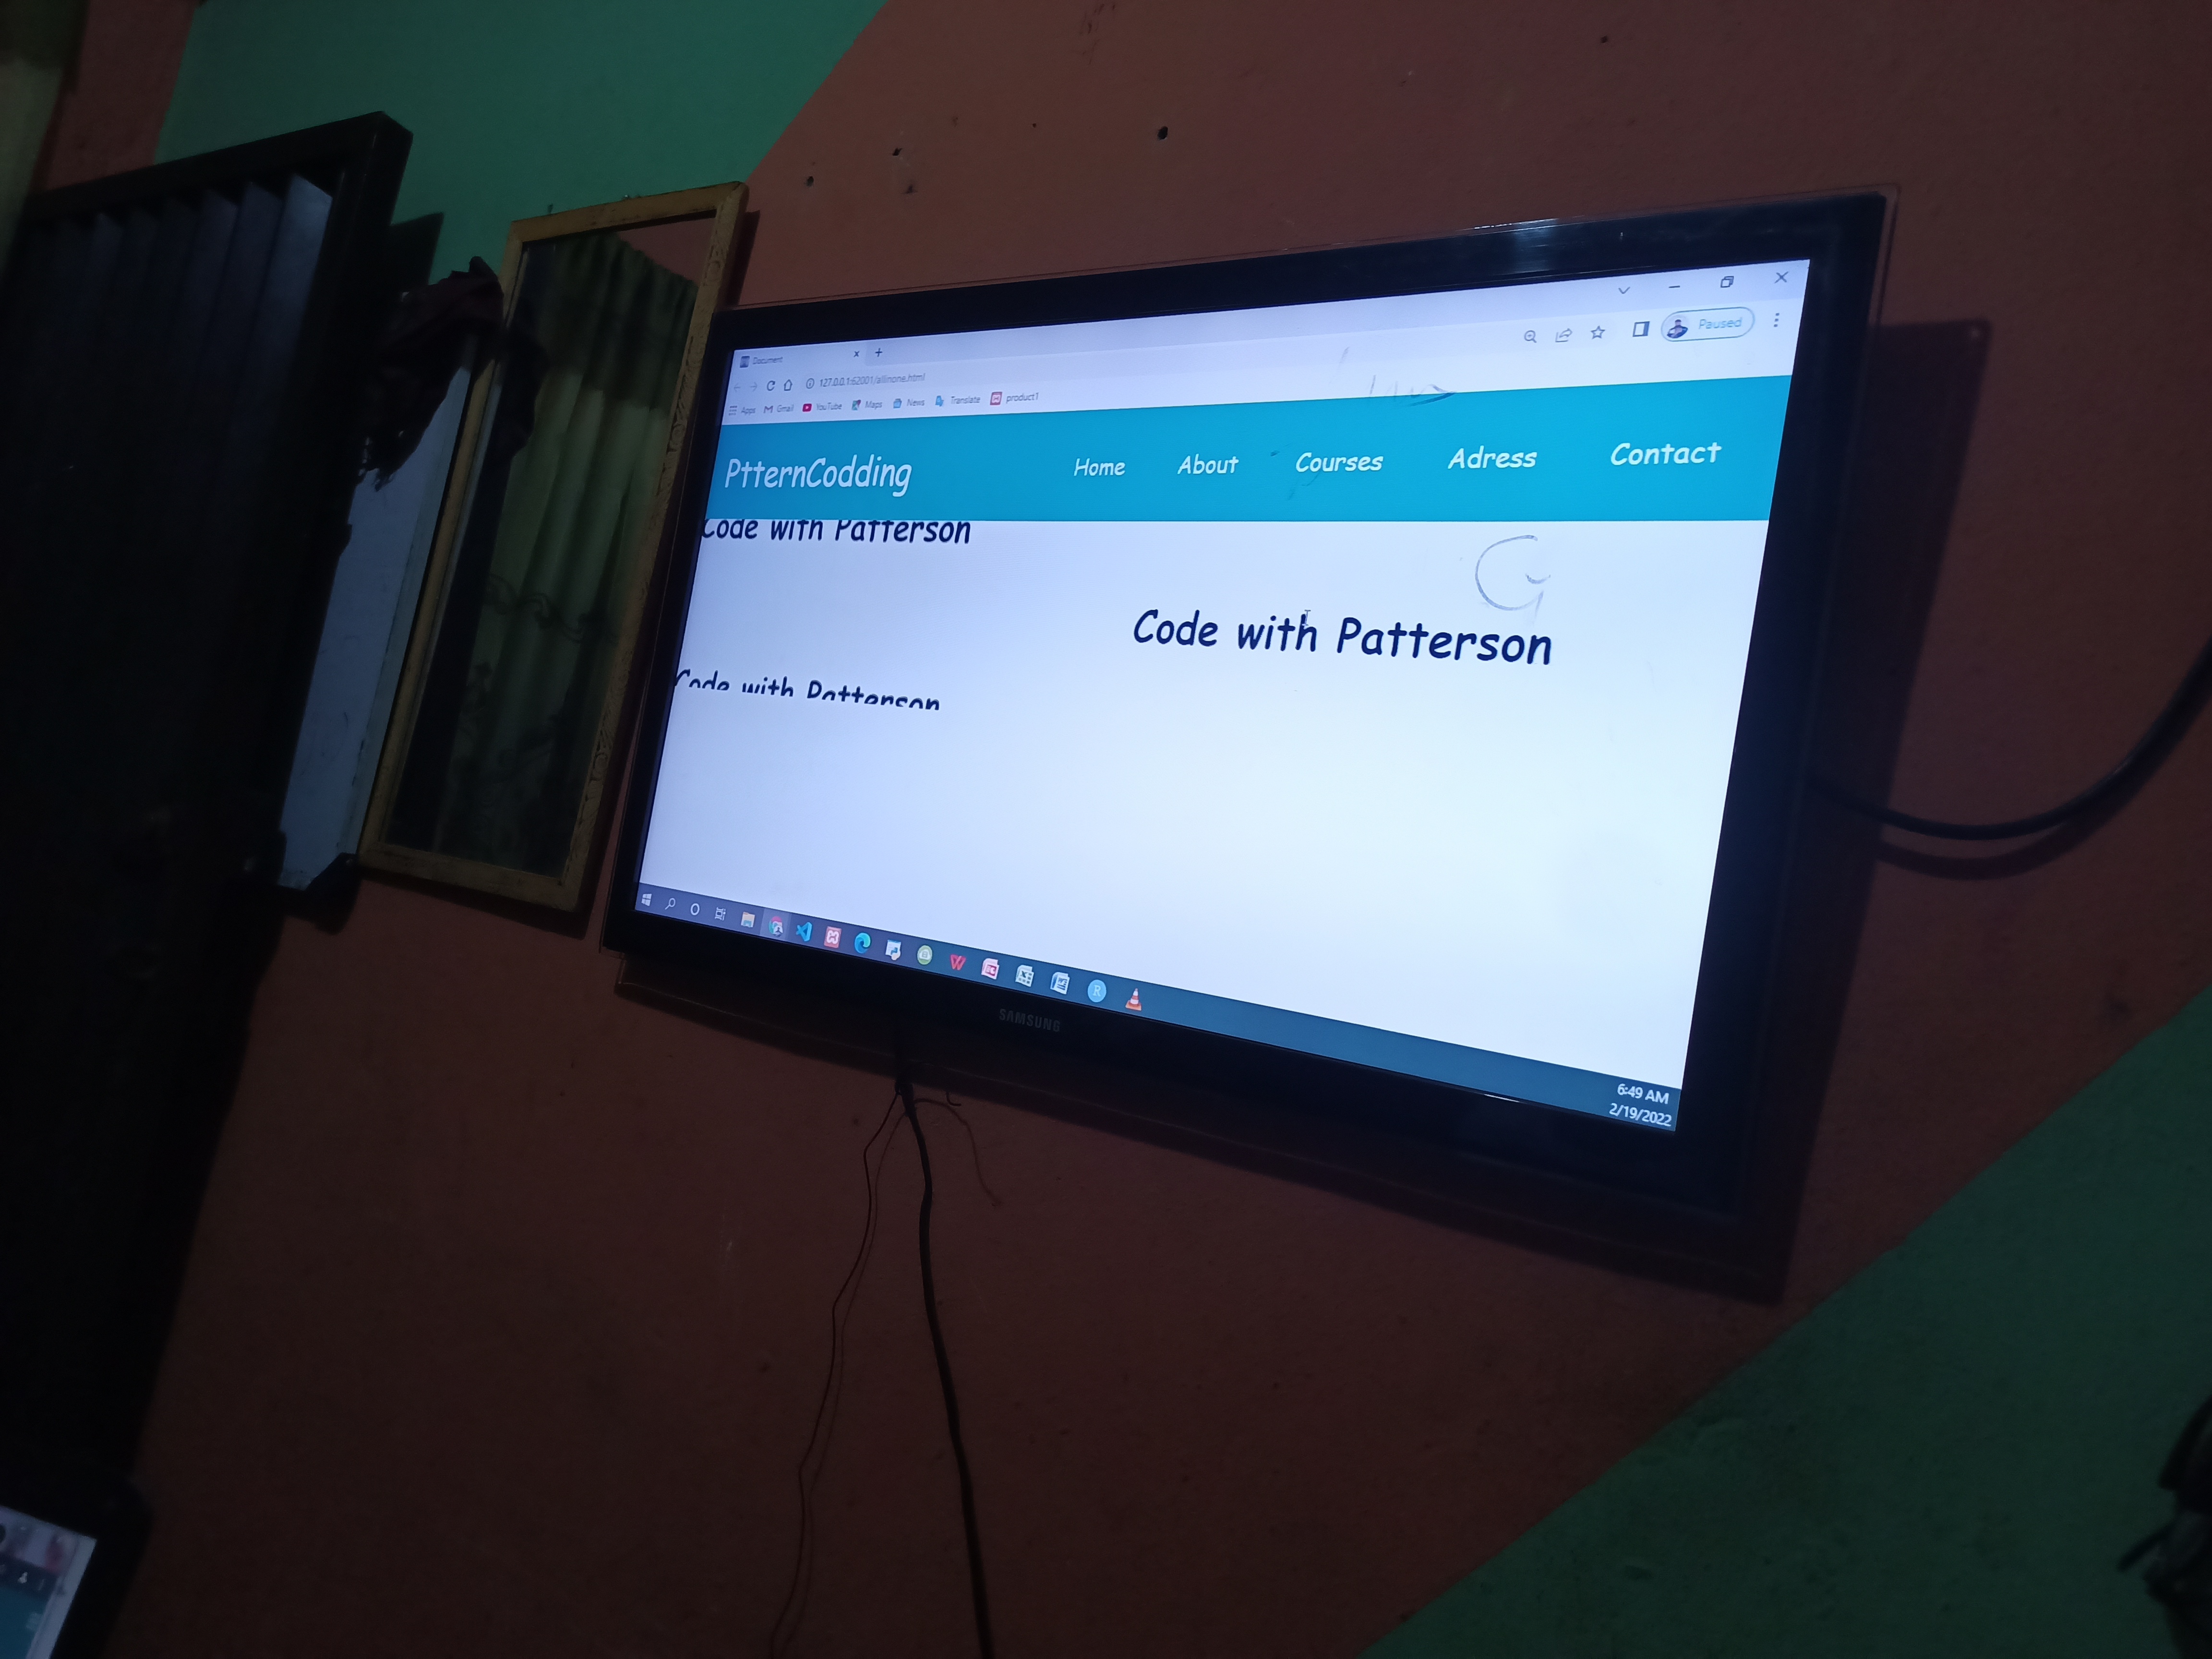 Document
127.0.0.1:62001/allinone.html
Paused
Apps Gmail YouTube Maps News Translate product1
PtternCodding Home About Courses Adress Contact
Code with Patterson
Code with Patterson
Code with Patterson
SAMSUNG
6:49 AM
2/19/2022